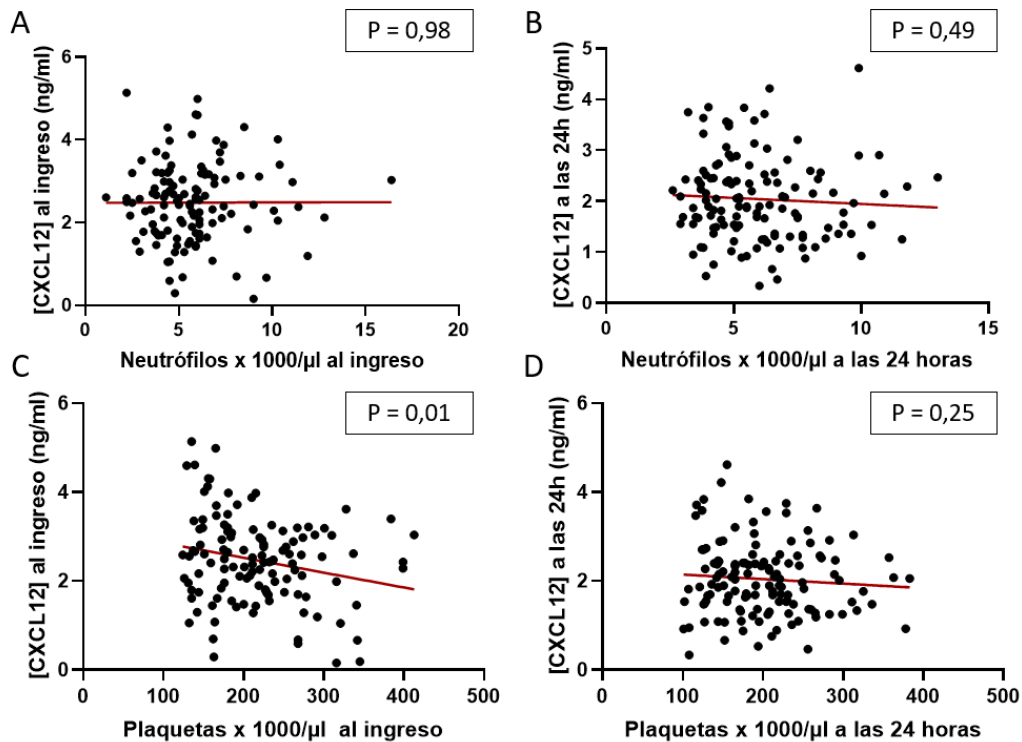 A
P = 0,98
[CXCL12] al ingreso (ng/ml)
6
4
2
0
0 5 10 15 20
Neutrófilos x 1000/µl al ingreso
B
P = 0,49
[CXCL12] a las 24h (ng/ml)
5
4
3
2
1
0
0 5 10 15
Neutrófilos x 1000/µl a las 24 horas
C
P = 0,01
[CXCL12] al ingreso (ng/ml)
6
4
2
0
0 100 200 300 400 500
Plaquetas x 1000/µl al ingreso
D
P = 0,25
[CXCL12] a las 24h (ng/ml)
6
4
2
0
0 100 200 300 400 500
Plaquetas x 1000/µl a las 24 horas